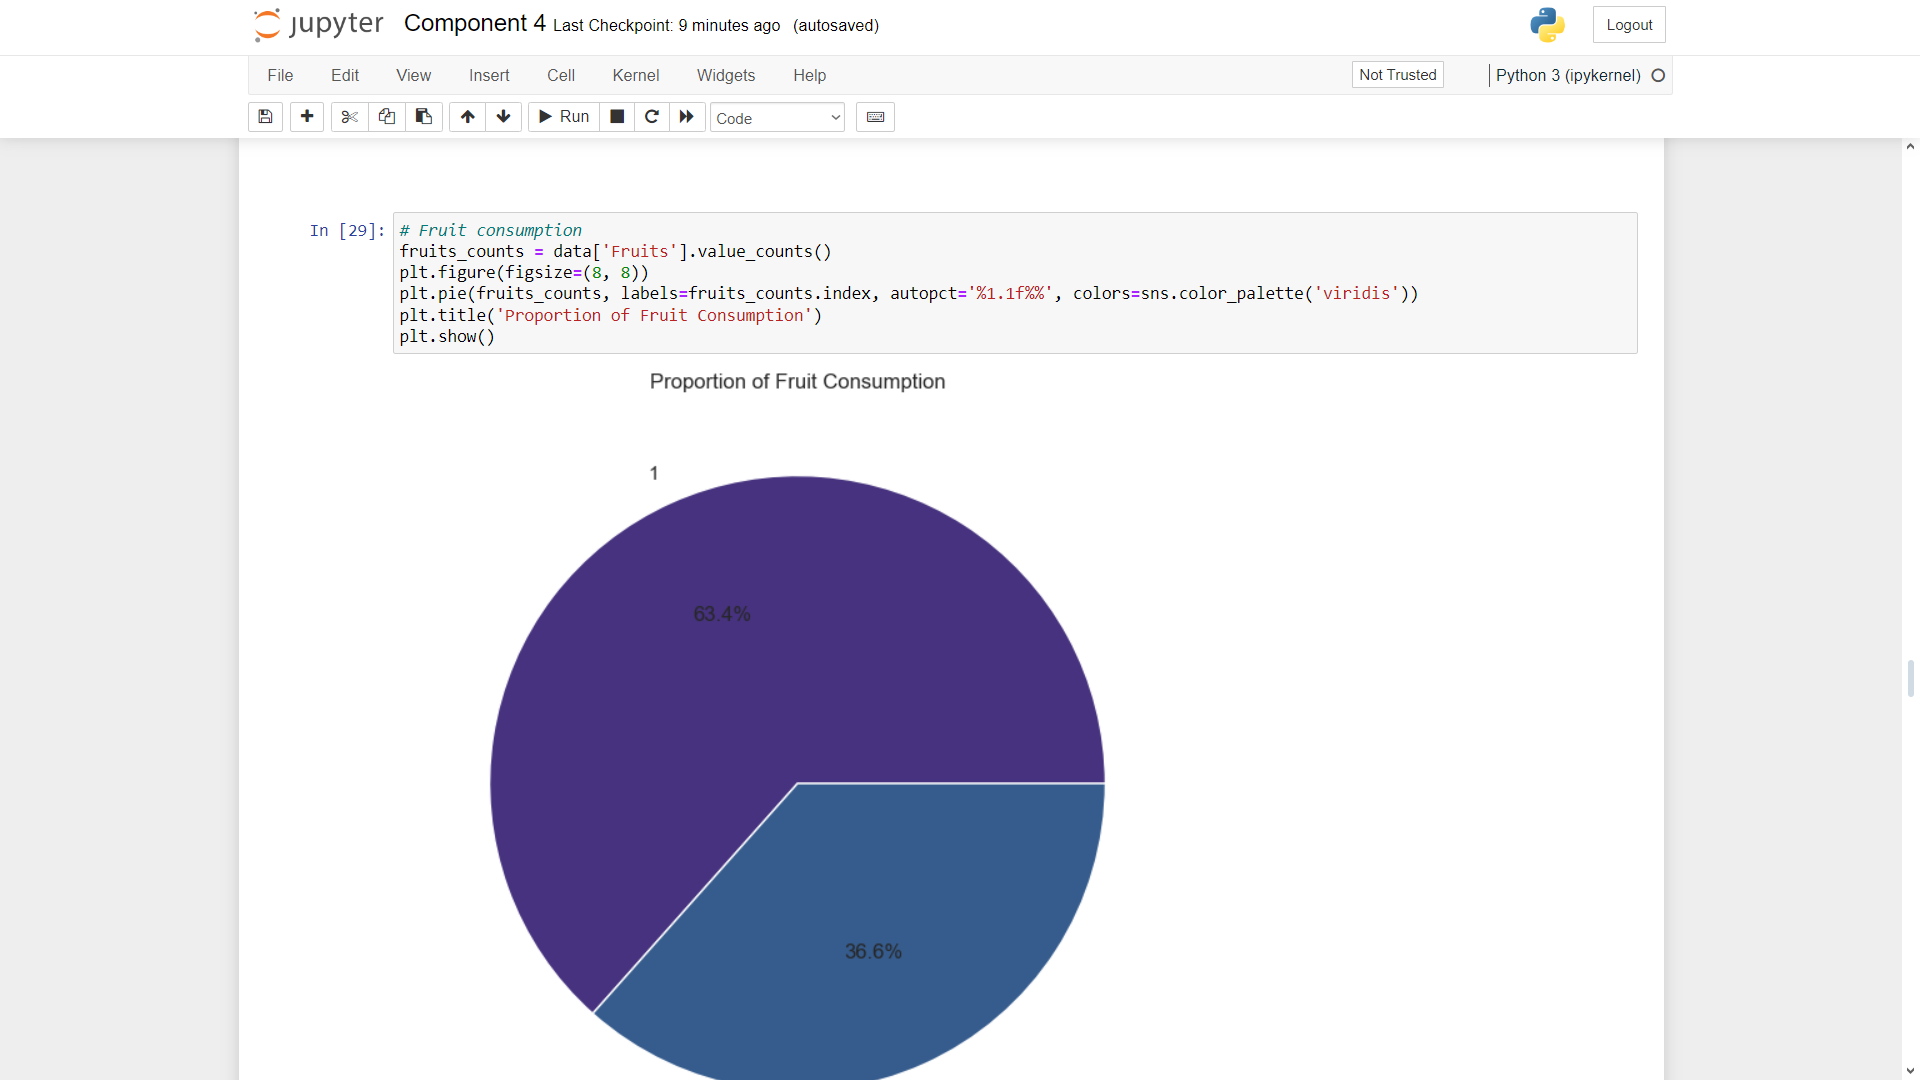 jupyter Component 4 Last Checkpoint: 9 minutes ago (autosaved) Logout
File Edit View Insert Cell Kernel Widgets Help Not Trusted Python 3 (ipykernel)
Run Code
In [29]: # Fruit consumption
fruits_counts = data['Fruits'].value_counts()
plt.figure(figsize=(8, 8))
plt.pie(fruits_counts, labels=fruits_counts.index, autopct='%1.1f%%', colors=sns.color_palette('viridis'))
plt.title('Proportion of Fruit Consumption')
plt.show()
Proportion of Fruit Consumption
1
63.4%
36.6%